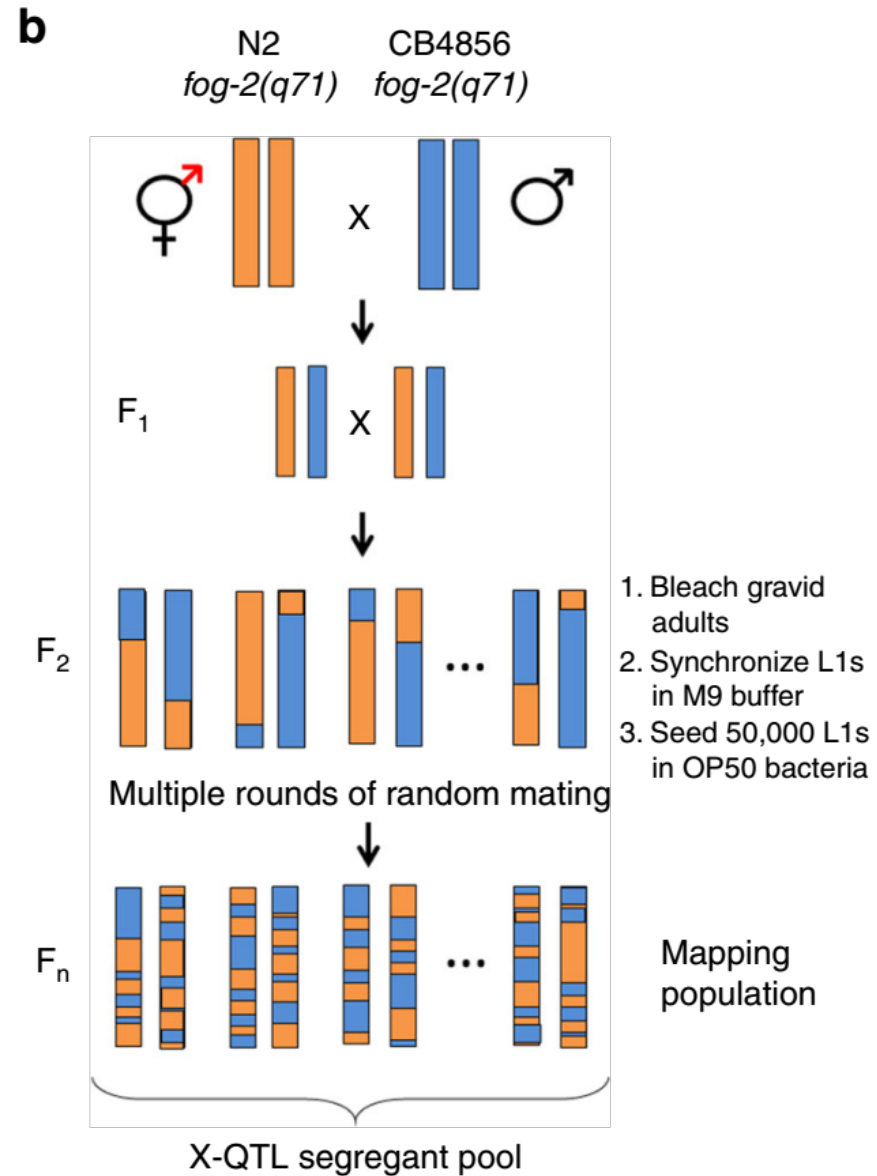 b
N2 CB4856
fog-2(q71) fog-2(q71)
X
F₁
X
F₂
1. Bleach gravid
adults
2. Synchronize L1s
in M9 buffer
3. Seed 50,000 L1s
in OP50 bacteria
...
Multiple rounds of random mating
Fₙ
...
Mapping
population
X-QTL segregant pool